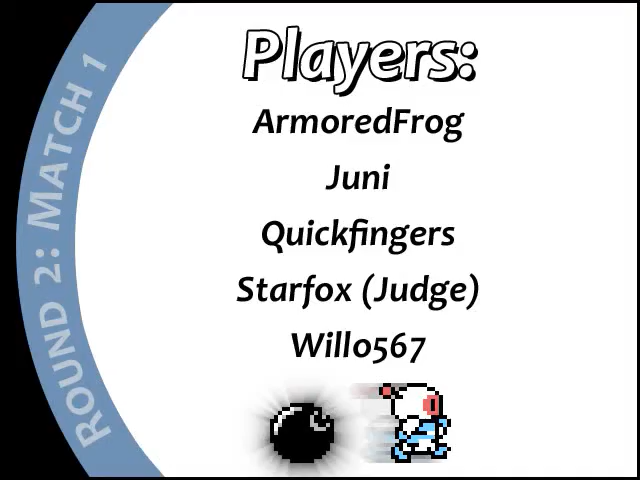 Players:
ArmoredFrog
Juni
Quickfingers
Starfox (Judge)
Willo567
Round 2: Match 1